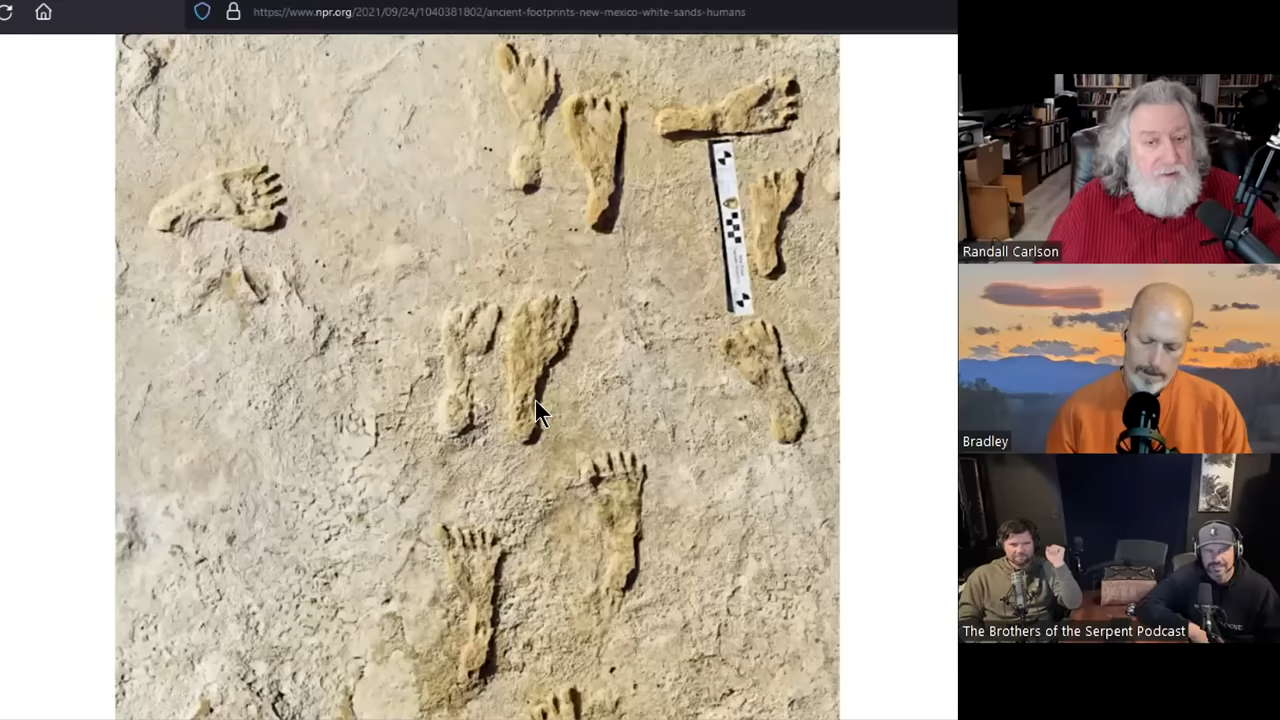 https://www.npr.org/2021/09/24/1040381802/ancient-footprints-new-mexico-white-sands-humans
Randall Carlson
Bradley
The Brothers of the Serpent Podcast